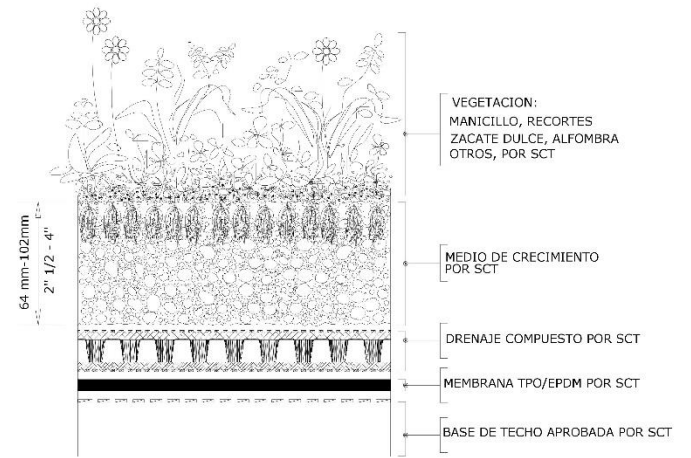 VEGETACION:
MANICILLO, RECORTES
ZACATE DULCE, ALFOMBRA
OTROS, POR SCT
64 mm-102mm
2" 1/2 - 4"
MEDIO DE CRECIMIENTO
POR SCT
DRENAJE COMPUESTO POR SCT
MEMBRANA TPO/EPDM POR SCT
BASE DE TECHO APROBADA POR SCT